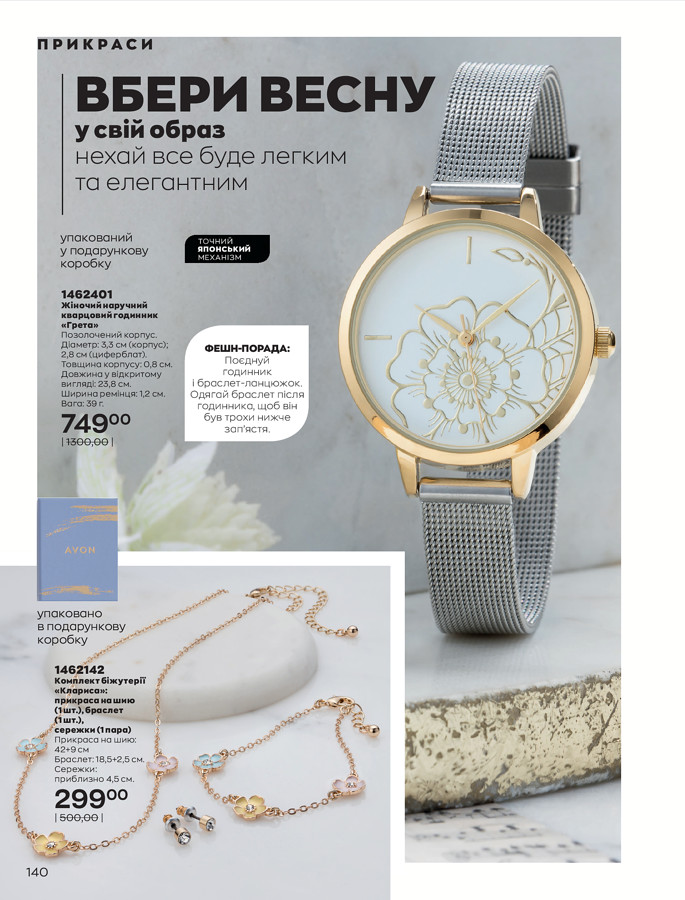 ПРИКРАСИ
ВБЕРИ ВЕСНУ
у свій образ
нехай все буде легким
та елегантним
упакований
у подарункову
коробку
ТОЧНИЙ
ЯПОНСЬКИЙ
МЕХАНІЗМ
1462401
Жіночий наручний
кварцовий годинник
«Грета»
Позолочений корпус.
Діаметр: 3,3 см (корпус);
2,8 см (циферблат).
Товщина корпусу: 0,8 см.
Довжина у відкритому
вигляді: 23,8 см.
Ширина ремінця: 1,2 см.
Вага: 39 г.
74900
| 1300,00 |
ФЕШН-ПОРАДА:
Поєднуй
годинник
і браслет-ланцюжок.
Одягай браслет після
годинника, щоб він
був трохи нижче
зап’ястя.
AVON
упаковано
в подарункову
коробку
1462142
Комплект біжутерії
«Клариса»:
прикраса на шию
(1 шт.), браслет
(1 шт.),
сережки (1 пара)
Прикраса на шию:
42+9 см
Браслет: 18,5+2,5 см.
Сережки:
приблизно 4,5 см.
29900
| 500,00 |
140